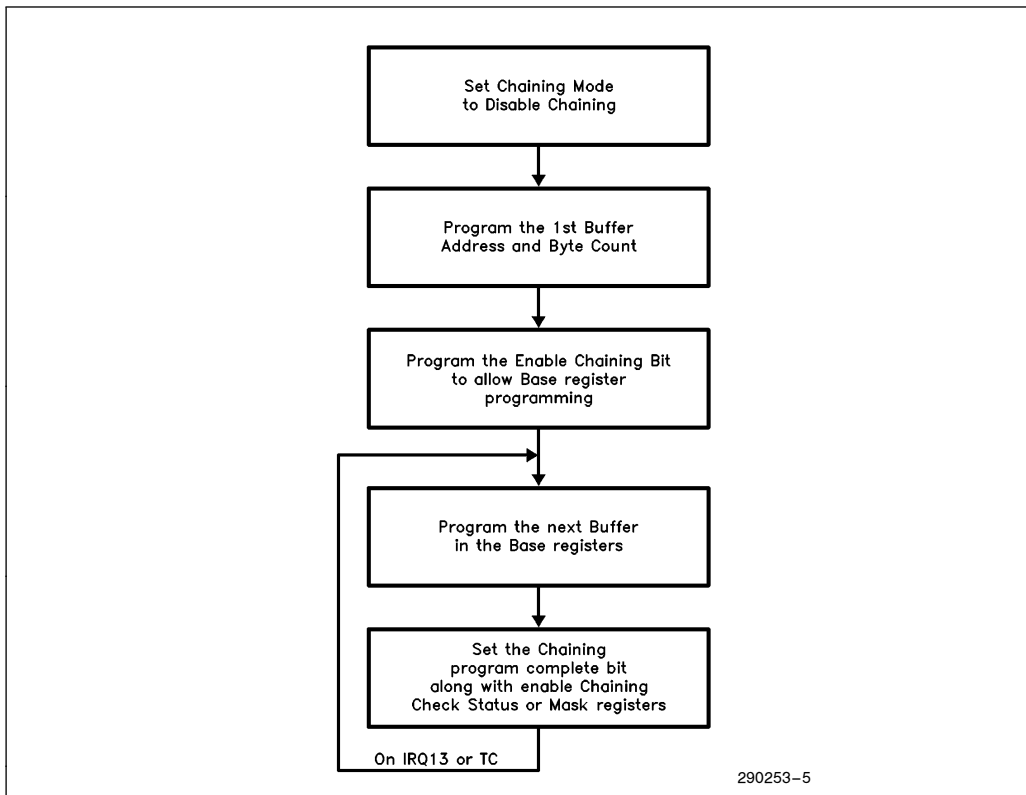 Set Chaining Mode
to Disable Chaining
Program the 1st Buffer
Address and Byte Count
Program the Enable Chaining Bit
to allow Base register
programming
Program the next Buffer
in the Base registers
Set the Chaining
program complete bit
along with enable Chaining
Check Status or Mask registers
On IRQ13 or TC
290253–5